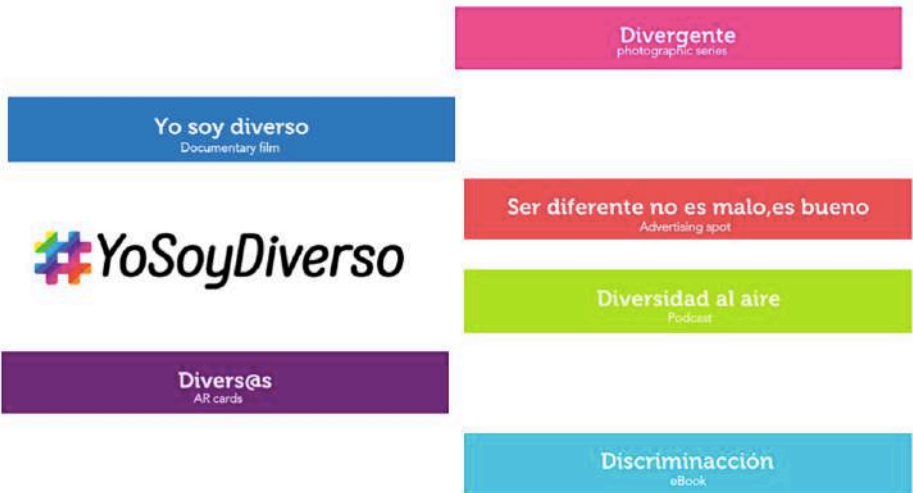 Divergente
photographic series
Yo soy diverso
Documentary film
Ser diferente no es malo,es bueno
Advertising spot
#YoSoyDiverso
Diversidad al aire
Podcast
Divers@s
AR cards
Discriminacción
eBook